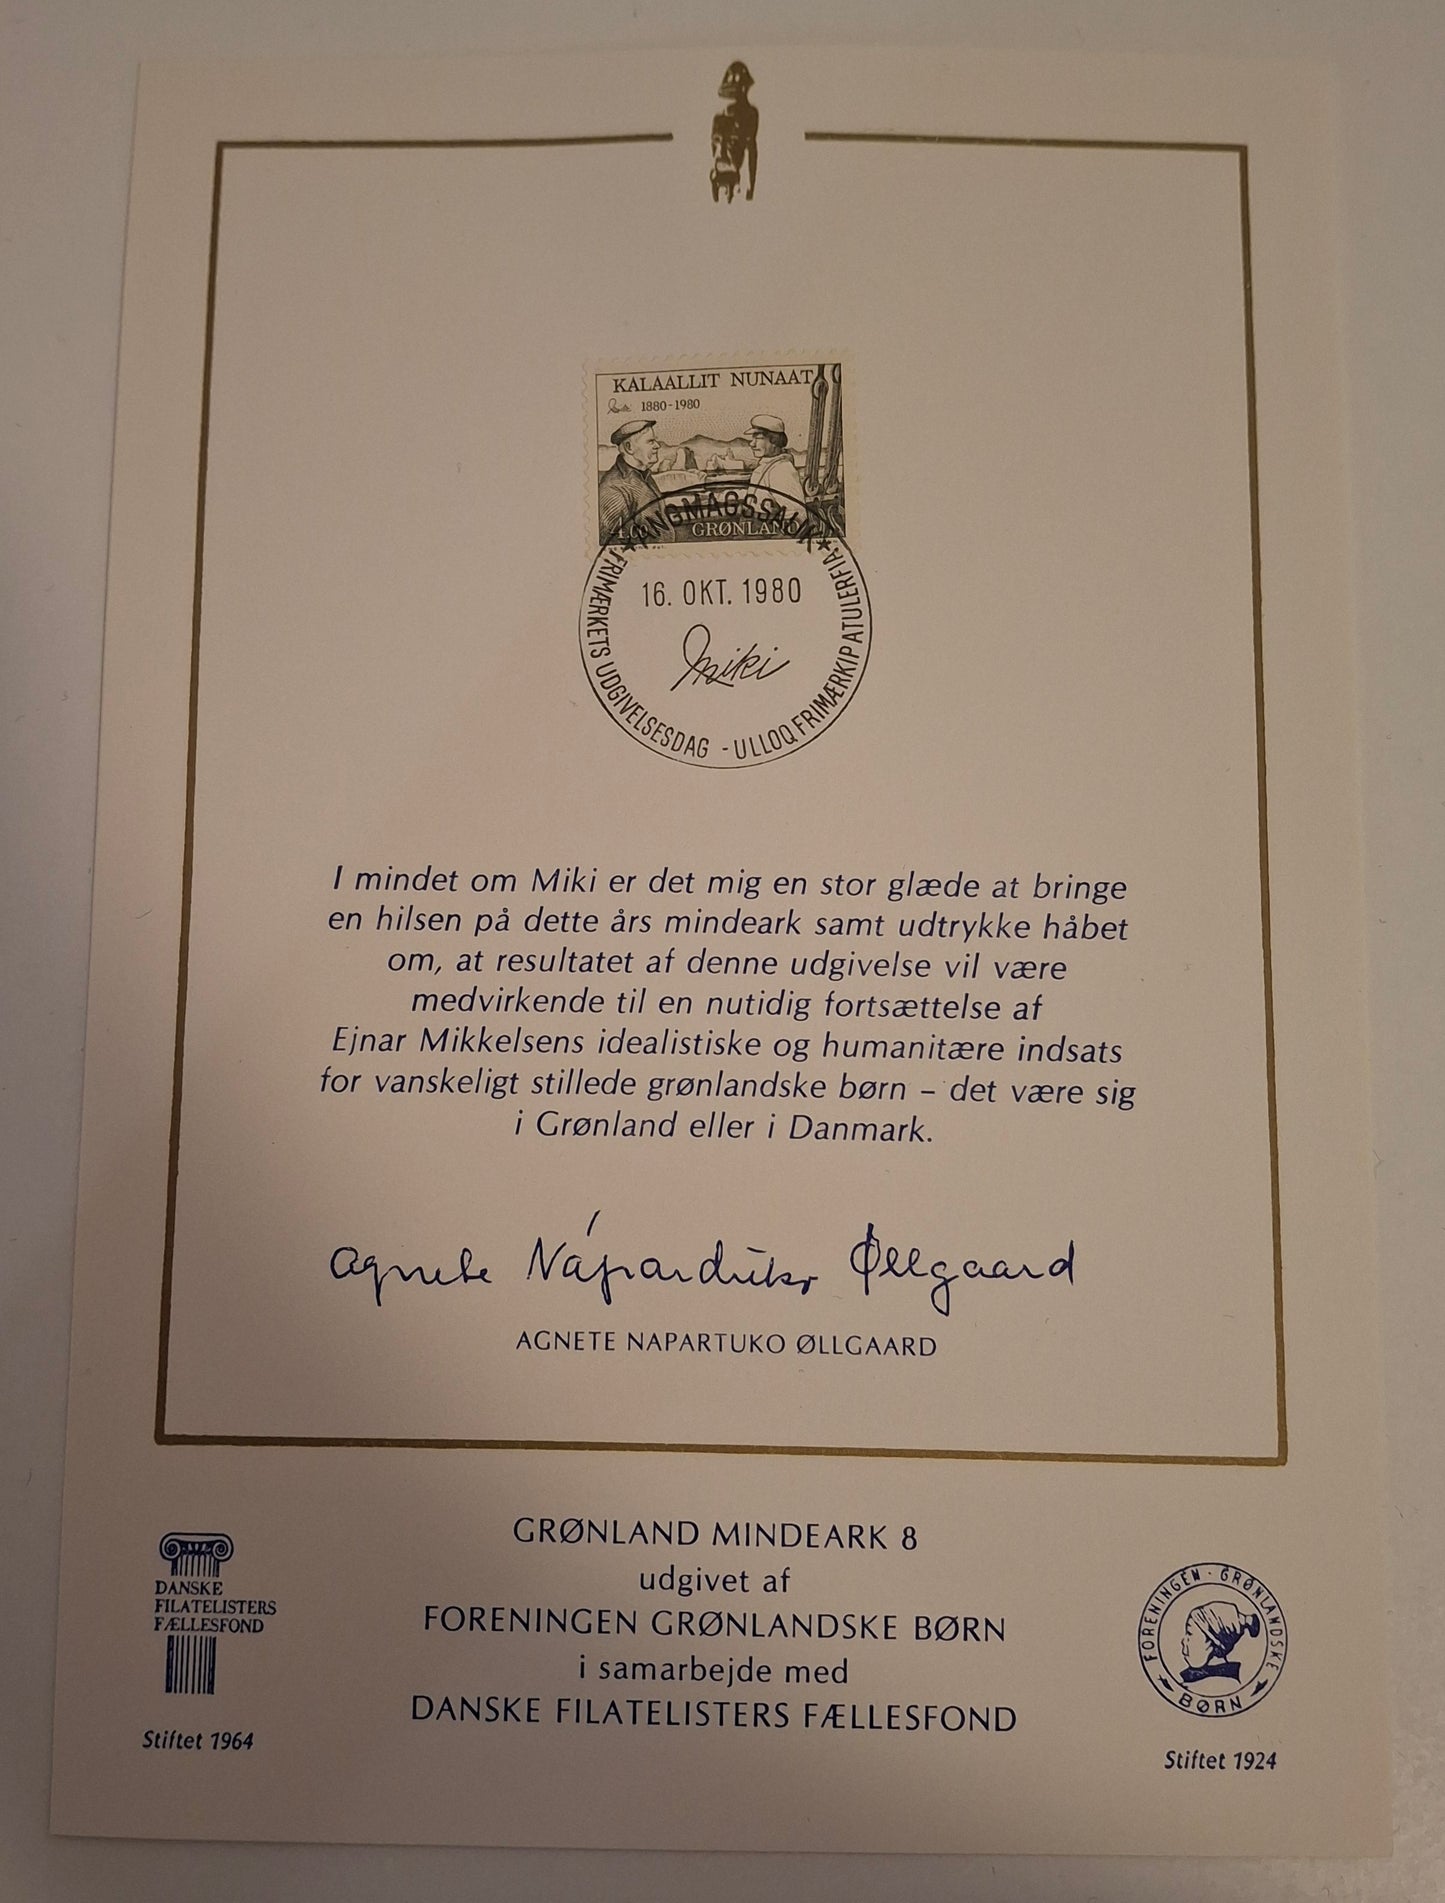 KALAALLIT NUNAAT
Miki 1880-1980
GRØNLAND
★ ANGMAGSSALIK ★
16. OKT. 1980
Miki
FRIMÆRKETS UDGIVELSESDAG - ULLOQ FRIMÆRKIP ATULERFIA
I mindet om Miki er det mig en stor glæde at bringe
en hilsen på dette års mindeark samt udtrykke håbet
om, at resultatet af denne udgivelse vil være
medvirkende til en nutidig fortsættelse af
Ejnar Mikkelsens idealistiske og humanitære indsats
for vanskeligt stillede grønlandske børn – det være sig
i Grønland eller i Danmark.
Agnete Náparduko Øllgaard
AGNETE NAPARTUKO ØLLGAARD
GRØNLAND MINDEARK 8
udgivet af
FORENINGEN GRØNLANDSKE BØRN
i samarbejde med
DANSKE FILATELISTERS FÆLLESFOND
DANSKE
FILATELISTERS
FÆLLESFOND
Stiftet 1964
FORENINGEN · GRØNLANDSKE
BØRN
Stiftet 1924